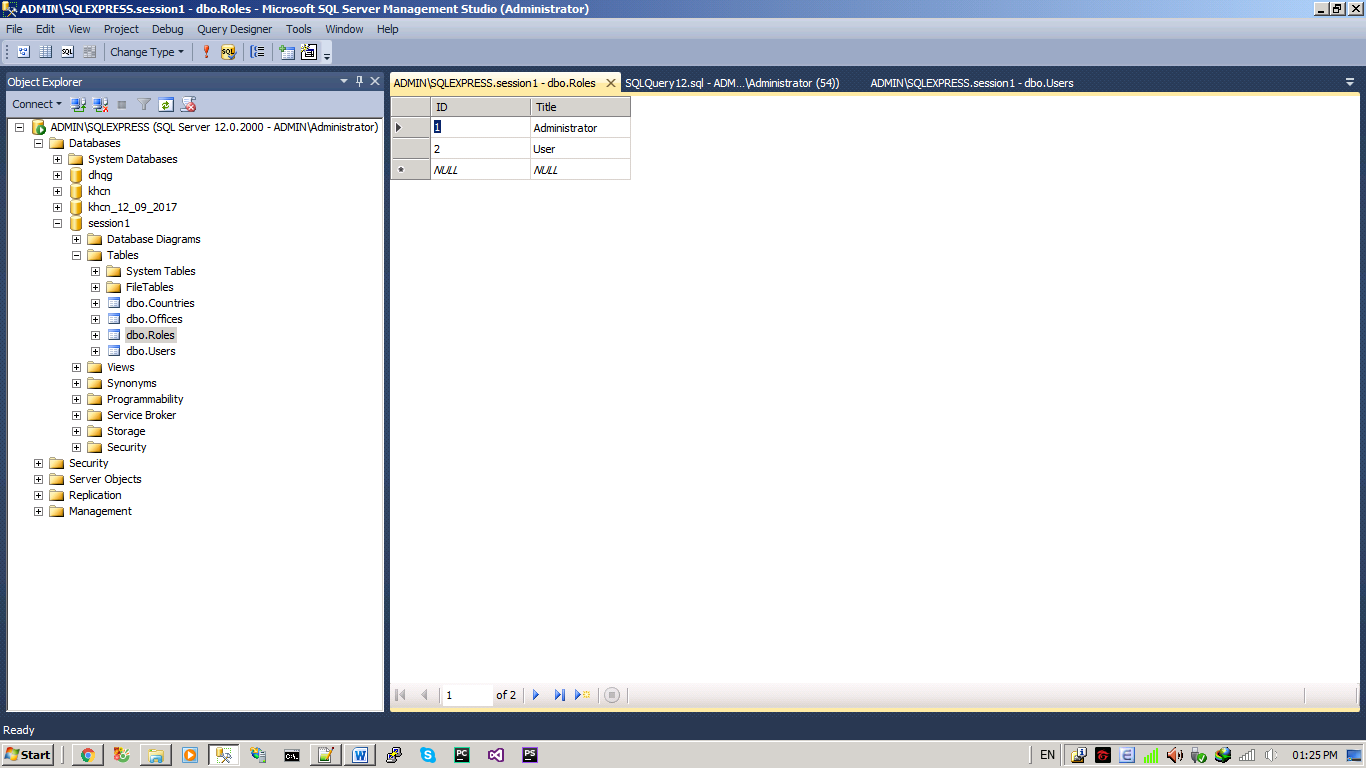 ADMIN\SQLEXPRESS.session1 - dbo.Roles - Microsoft SQL Server Management Studio (Administrator)
File Edit View Project Debug Query Designer Tools Window Help
Change Type
Object Explorer
Connect
ADMIN\SQLEXPRESS (SQL Server 12.0.2000 - ADMIN\Administrator)
Databases
System Databases
dhqg
khcn
khcn_12_09_2017
session1
Database Diagrams
Tables
System Tables
FileTables
dbo.Countries
dbo.Offices
dbo.Roles
dbo.Users
Views
Synonyms
Programmability
Service Broker
Storage
Security
Security
Server Objects
Replication
Management
ADMIN\SQLEXPRESS.session1 - dbo.Roles SQLQuery12.sql - ADM...\Administrator (54)) ADMIN\SQLEXPRESS.session1 - dbo.Users
ID Title
1 Administrator
2 User
NULL NULL
1 of 2
Ready
Start EN 01:25 PM